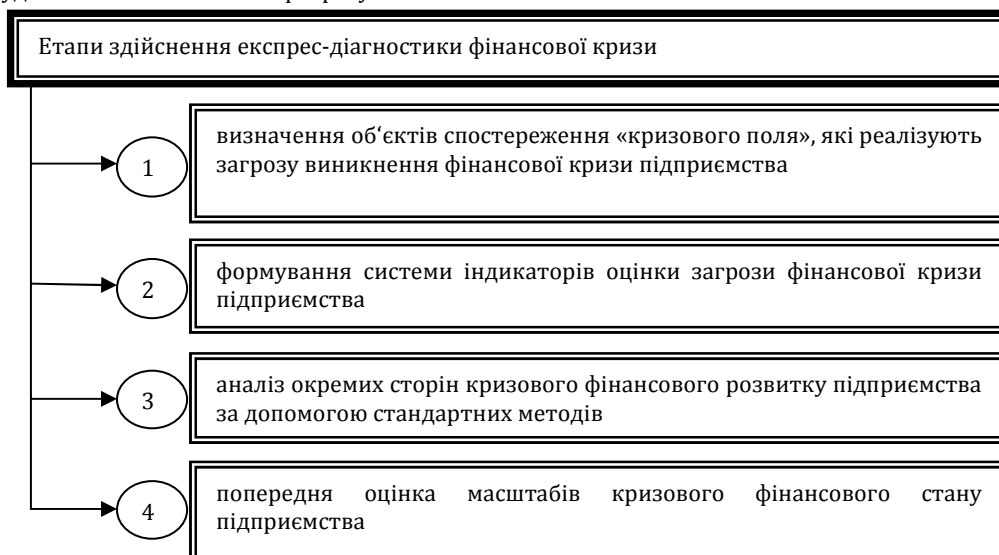 Етапи здійснення експрес-діагностики фінансової кризи
1
визначення об‘єктів спостереження «кризового поля», які реалізують
загрозу виникнення фінансової кризи підприємства
2
формування системи індикаторів оцінки загрози фінансової кризи
підприємства
3
аналіз окремих сторін кризового фінансового розвитку підприємства
за допомогою стандартних методів
4
попередня оцінка масштабів кризового фінансового стану
підприємства